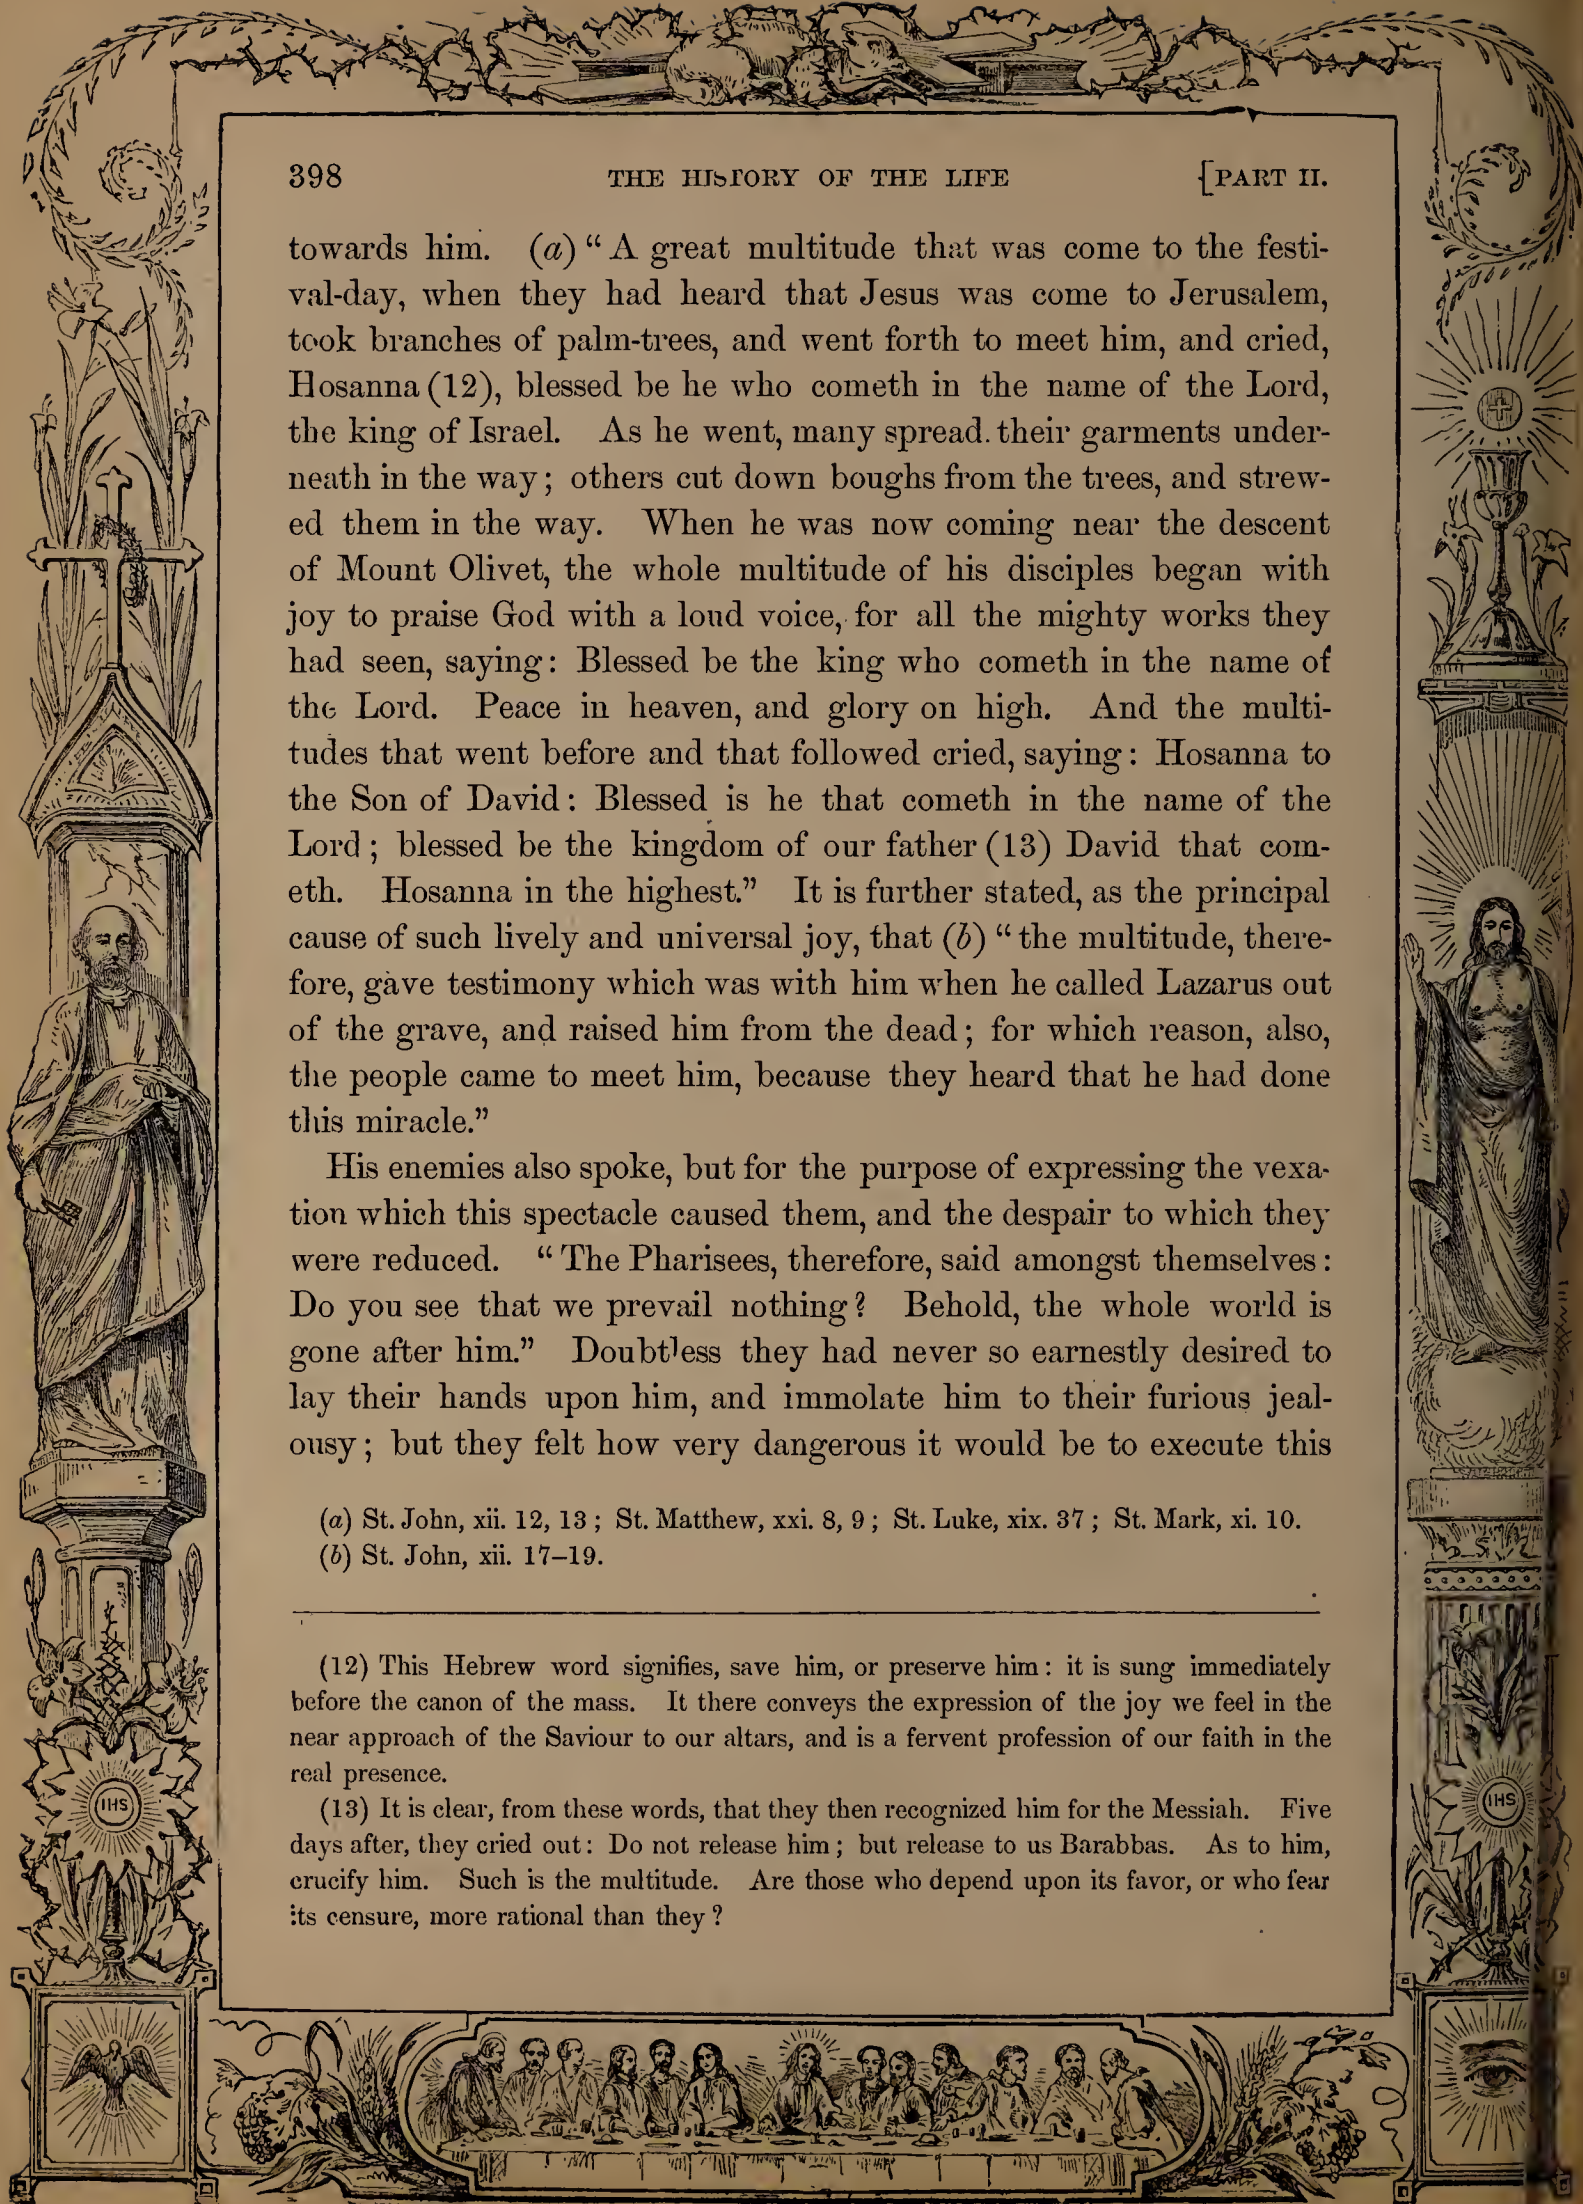 398 THE HISTORY OF THE LIFE [PART II.
towards him. (a) “A great multitude that was come to the festi-
val-day, when they had heard that Jesus was come to Jerusalem,
took branches of palm-trees, and went forth to meet him, and cried,
Hosanna (12), blessed be he who cometh in the name of the Lord,
the king of Israel. As he went, many spread their garments under-
neath in the way; others cut down boughs from the trees, and strew-
ed them in the way. When he was now coming near the descent
of Mount Olivet, the whole multitude of his disciples began with
joy to praise God with a loud voice, for all the mighty works they
had seen, saying: Blessed be the king who cometh in the name of
the Lord. Peace in heaven, and glory on high. And the multi-
tudes that went before and that followed cried, saying: Hosanna to
the Son of David: Blessed is he that cometh in the name of the
Lord; blessed be the kingdom of our father (13) David that com-
eth. Hosanna in the highest.” It is further stated, as the principal
cause of such lively and universal joy, that (b) “the multitude, there-
fore, gave testimony which was with him when he called Lazarus out
of the grave, and raised him from the dead; for which reason, also,
the people came to meet him, because they heard that he had done
this miracle.”
His enemies also spoke, but for the purpose of expressing the vexa-
tion which this spectacle caused them, and the despair to which they
were reduced. “The Pharisees, therefore, said amongst themselves:
Do you see that we prevail nothing? Behold, the whole world is
gone after him.” Doubtless they had never so earnestly desired to
lay their hands upon him, and immolate him to their furious jeal-
ousy; but they felt how very dangerous it would be to execute this
(a) St. John, xii. 12, 13; St. Matthew, xxi. 8, 9; St. Luke, xix. 37; St. Mark, xi. 10.
(b) St. John, xii. 17–19.
(12) This Hebrew word signifies, save him, or preserve him: it is sung immediately
before the canon of the mass. It there conveys the expression of the joy we feel in the
near approach of the Saviour to our altars, and is a fervent profession of our faith in the
real presence.
(13) It is clear, from these words, that they then recognized him for the Messiah. Five
days after, they cried out: Do not release him; but release to us Barabbas. As to him,
crucify him. Such is the multitude. Are those who depend upon its favor, or who fear
its censure, more rational than they?
IHS
IHS